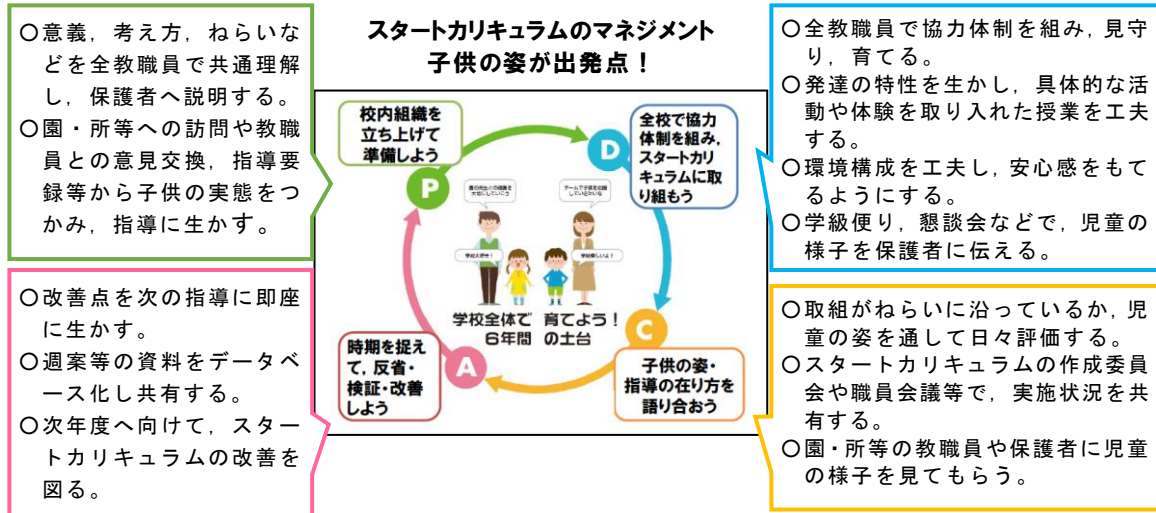 スタートカリキュラムのマネジメント
子供の姿が出発点！
〇意義，考え方，ねらいな
どを全教職員で共通理解
し，保護者へ説明する。
〇園・所等への訪問や教職
員との意見交換，指導要
録等から子供の実態をつ
かみ，指導に生かす。
校内組織を
立ち上げて
準備しよう
P
全校で協力
体制を組み，
スタートカリ
キュラムに取
り組もう
D
〇全教職員で協力体制を組み，見守
り，育てる。
〇発達の特性を生かし，具体的な活
動や体験を取り入れた授業を工夫
する。
〇環境構成を工夫し，安心感をもて
るようにする。
〇学級便り，懇談会などで，児童の
様子を保護者に伝える。
学校大好き！
学校楽しいよ！
学校全体で　育てよう！
６年間　の土台
〇改善点を次の指導に即座
に生かす。
〇週案等の資料をデータベ
ース化し共有する。
〇次年度へ向けて，スター
トカリキュラムの改善を
図る。
時期を捉え
て，反省・
検証・改善
しよう
A
C
子供の姿・
指導の在り方を
語り合おう
〇取組がねらいに沿っているか，児
童の姿を通して日々評価する。
〇スタートカリキュラムの作成委員
会や職員会議等で，実施状況を共
有する。
〇園・所等の教職員や保護者に児童
の様子を見てもらう。